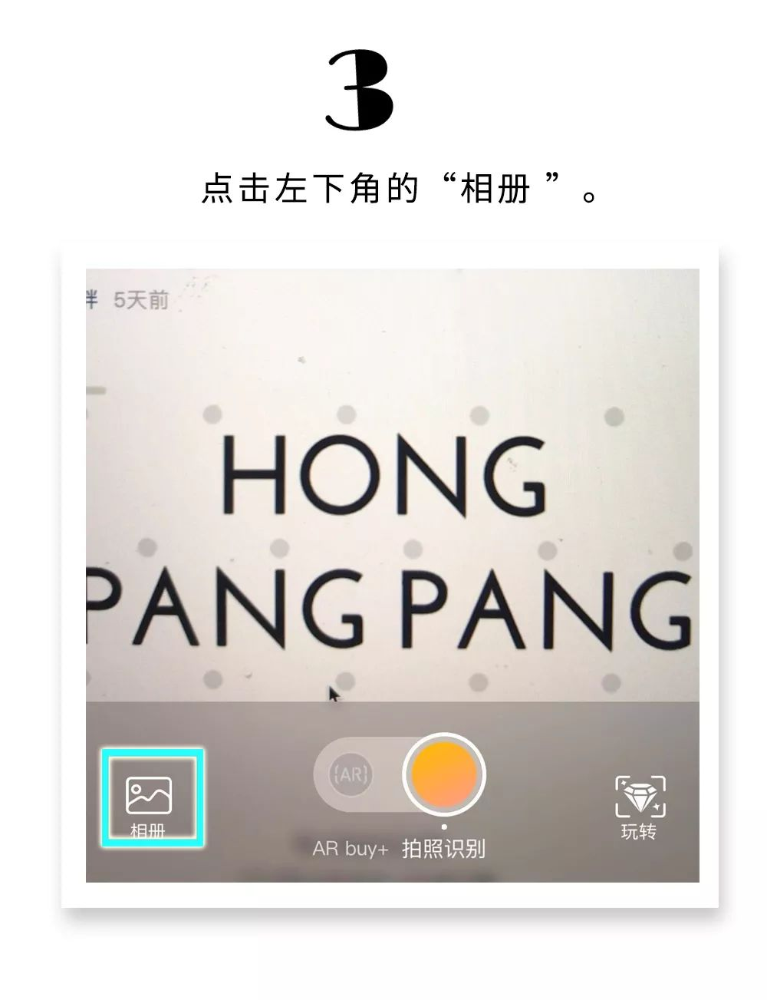 3
点击左下角的“相册 ”。
5天前
HONG
PANG PANG
{AR}
相册
AR buy+ 拍照识别
玩转